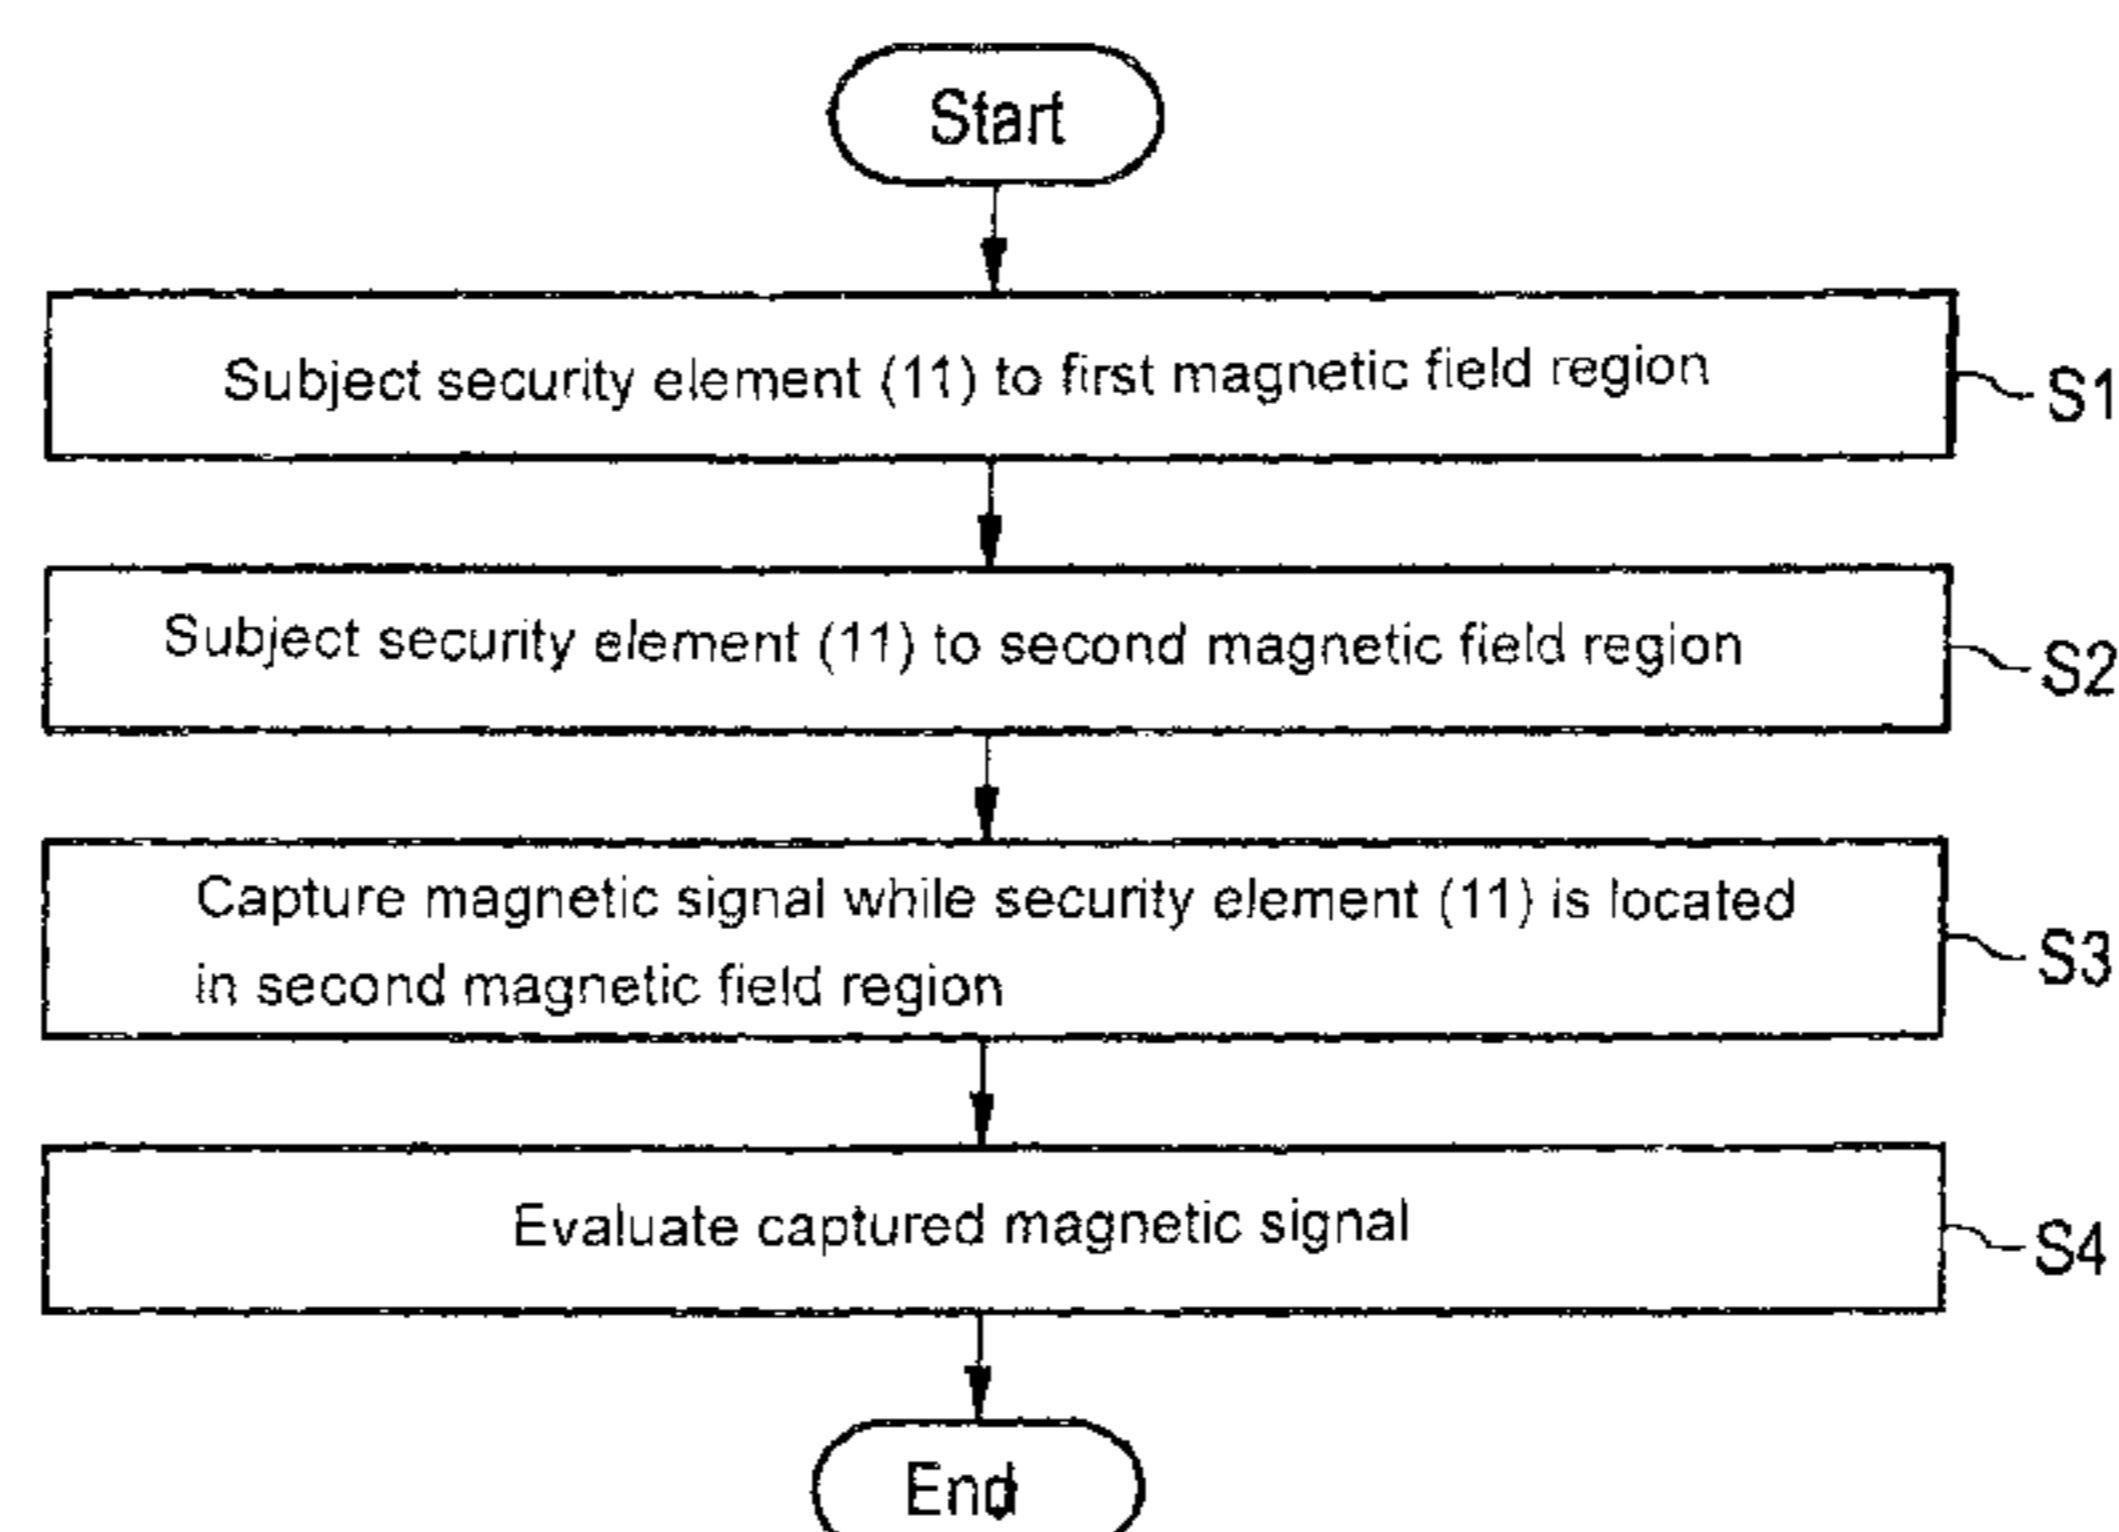 Start
Subject security element (11) to first magnetic field region
S1
Subject security element (11) to second magnetic field region
S2
Capture magnetic signal while security element (11) is located
in second magnetic field region
S3
Evaluate captured magnetic signal
S4
End